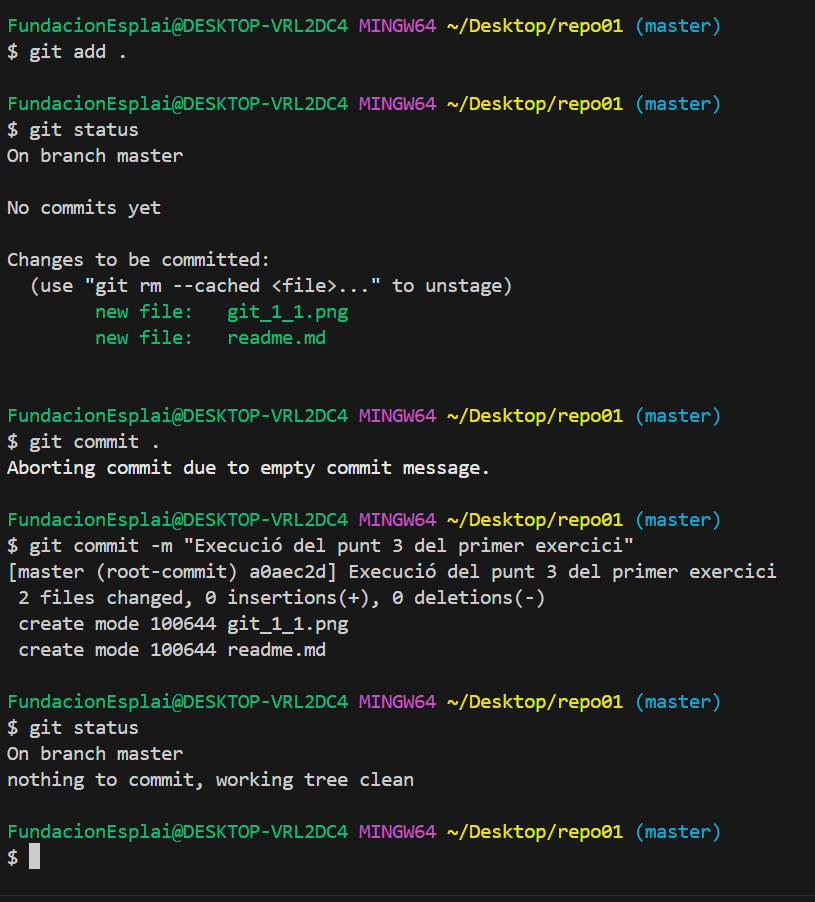 FundacionEsplai@DESKTOP-VRL2DC4 MINGW64 ~/Desktop/repo01 (master)
$ git add .
FundacionEsplai@DESKTOP-VRL2DC4 MINGW64 ~/Desktop/repo01 (master)
$ git status
On branch master
No commits yet
Changes to be committed:
  (use "git rm --cached <file>..." to unstage)
        new file:   git_1_1.png
        new file:   readme.md
FundacionEsplai@DESKTOP-VRL2DC4 MINGW64 ~/Desktop/repo01 (master)
$ git commit .
Aborting commit due to empty commit message.
FundacionEsplai@DESKTOP-VRL2DC4 MINGW64 ~/Desktop/repo01 (master)
$ git commit -m "Execució del punt 3 del primer exercici"
[master (root-commit) a0aec2d] Execució del punt 3 del primer exercici
 2 files changed, 0 insertions(+), 0 deletions(-)
 create mode 100644 git_1_1.png
 create mode 100644 readme.md
FundacionEsplai@DESKTOP-VRL2DC4 MINGW64 ~/Desktop/repo01 (master)
$ git status
On branch master
nothing to commit, working tree clean
FundacionEsplai@DESKTOP-VRL2DC4 MINGW64 ~/Desktop/repo01 (master)
$